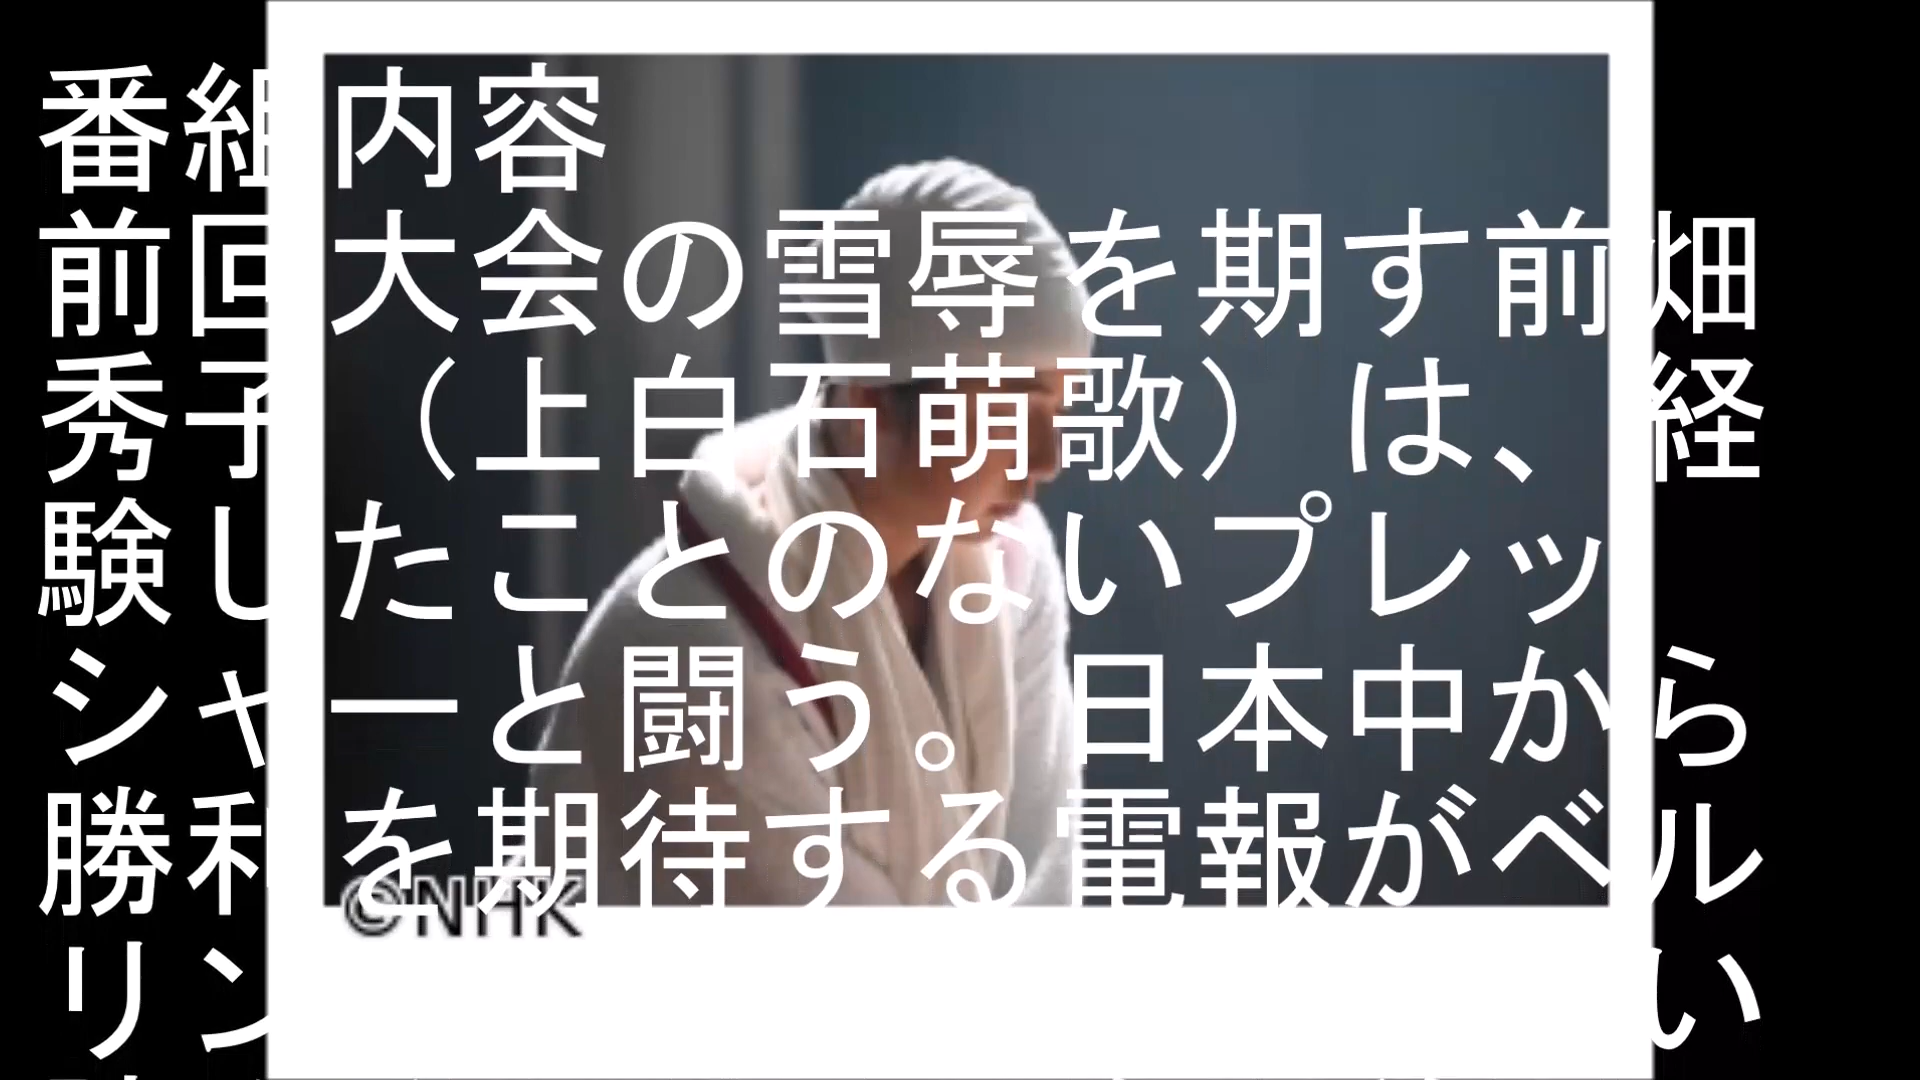 番組内容
前回大会の雪辱を期す前畑
秀子（上白石萌歌）は、経
験したことのないプレッ
シャーと闘う。日本中から
勝利を期待する電報がベル
©NHK
リン い